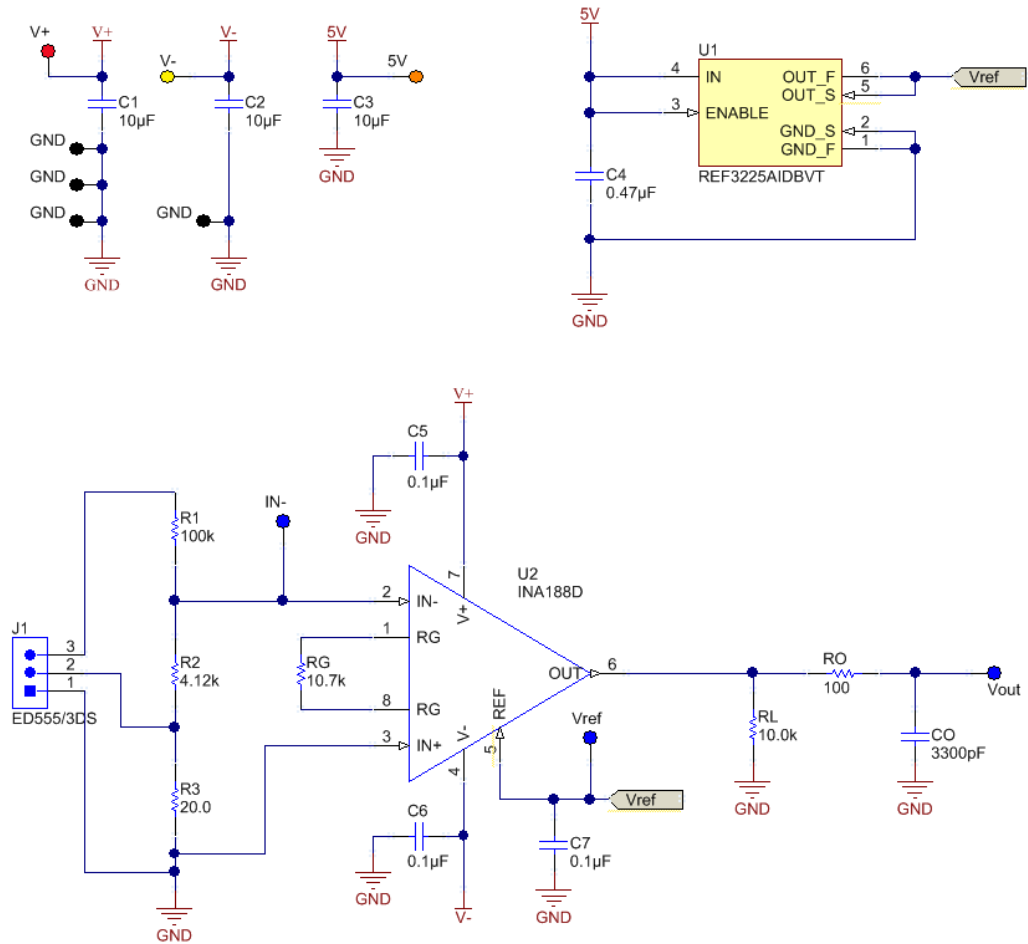 V+
V+
C1
10µF
GND
GND
GND
GND
V-
V-
C2
10µF
GND
GND
5V
5V
C3
10µF
GND
5V
U1
4
IN
OUT_F
6
Vref
OUT_S
5
3
ENABLE
GND_S
2
GND_F
1
REF3225AIDBVT
C4
0.47µF
GND
V+
C5
0.1µF
GND
R1
100k
IN-
7
V+
U2
INA188D
2
IN-
J1
3
2
1
ED555/3DS
R2
4.12k
1
RG
RG
10.7k
8
RG
3
IN+
OUT
6
REF
5
V-
4
Vref
Vref
R3
20.0
GND
C6
0.1µF
GND
V-
C7
0.1µF
GND
RO
100
RL
10.0k
GND
CO
3300pF
GND
Vout